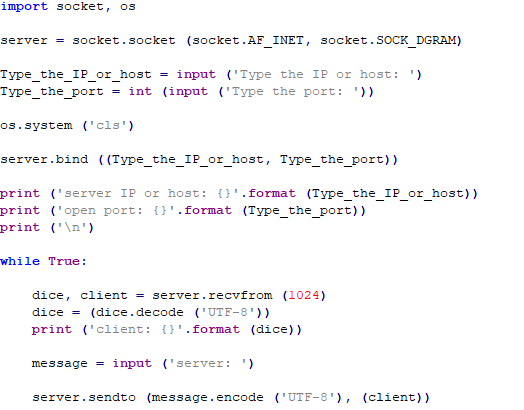 import socket, os
server = socket.socket (socket.AF_INET, socket.SOCK_DGRAM)
Type_the_IP_or_host = input ('Type the IP or host: ')
Type_the_port = int (input ('Type the port: '))
os.system ('cls')
server.bind ((Type_the_IP_or_host, Type_the_port))
print ('server IP or host: {}'.format (Type_the_IP_or_host))
print ('open port: {}'.format (Type_the_port))
print ('\n')
while True:
    dice, client = server.recvfrom (1024)
    dice = (dice.decode ('UTF-8'))
    print ('client: {}'.format (dice))
    message = input ('server: ')
    server.sendto (message.encode ('UTF-8'), (client))